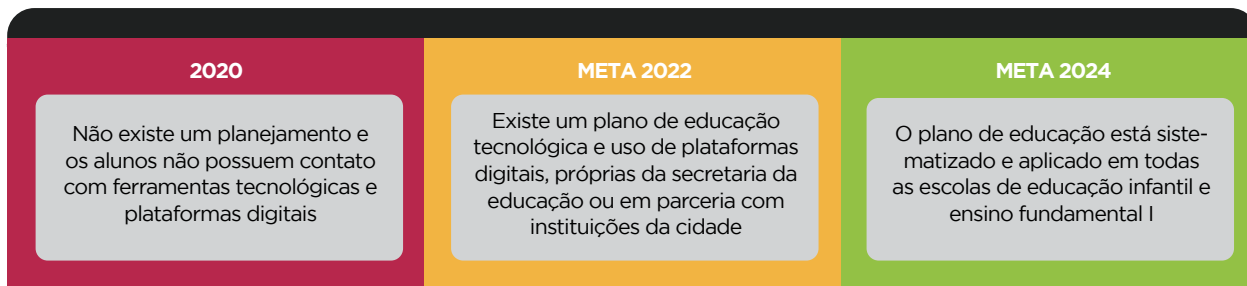 2020
Não existe um planejamento e
os alunos não possuem contato
com ferramentas tecnológicas e
plataformas digitais
META 2022
Existe um plano de educação
tecnológica e uso de plataformas
digitais, próprias da secretaria da
educação ou em parceria com
instituições da cidade
META 2024
O plano de educação está siste-
matizado e aplicado em todas
as escolas de educação infantil e
ensino fundamental I